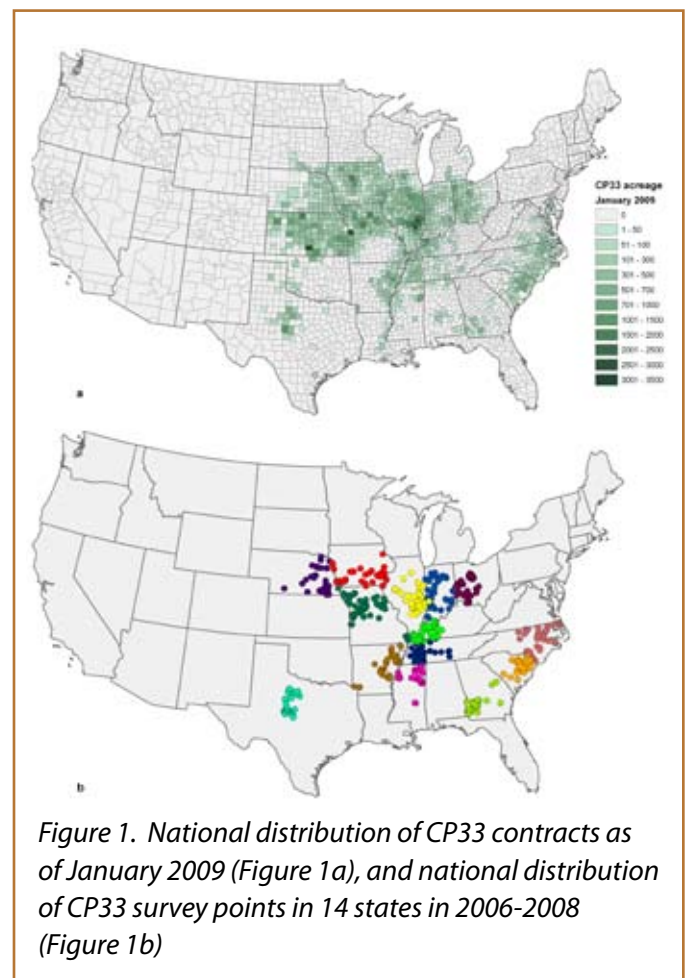 CP33 acreage
January 2009
0
1 - 50
51 - 100
101 - 300
301 - 500
501 - 700
701 - 1000
1001 - 1500
1001 - 2000
2001 - 2500
2501 - 3000
3001 - 3500
a
b
Figure 1. National distribution of CP33 contracts as
of January 2009 (Figure 1a), and national distribution
of CP33 survey points in 14 states in 2006-2008
(Figure 1b)